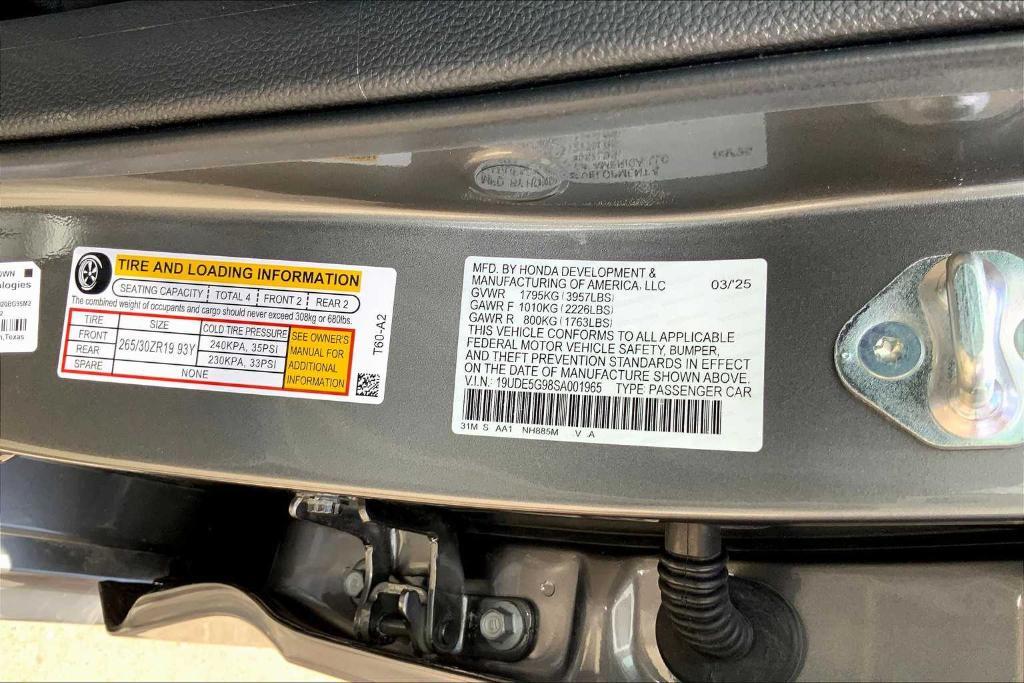 TIRE AND LOADING INFORMATION
SEATING CAPACITY TOTAL 4 FRONT 2 REAR 2
The combined weight of occupants and cargo should never exceed 308kg or 680lbs.
TIRE SIZE COLD TIRE PRESSURE
FRONT 265/30ZR19 93Y 240KPA, 35PSI
REAR 230KPA, 33PSI
SPARE NONE
SEE OWNER'S
MANUAL FOR
ADDITIONAL
INFORMATION
T60-A2
MFD. BY HONDA DEVELOPMENT &
MANUFACTURING OF AMERICA, LLC 03/'25
GVWR 1795KG (3957LBS)
GAWR F 1010KG (2226LBS)
GAWR R 800KG (1763LBS)
THIS VEHICLE CONFORMS TO ALL APPLICABLE
FEDERAL MOTOR VEHICLE SAFETY, BUMPER,
AND THEFT PREVENTION STANDARDS IN EFFECT
ON THE DATE OF MANUFACTURE SHOWN ABOVE.
V.I.N.: 19UDE5G98SA001965 TYPE PASSENGER CAR
31M S AA1 NH885M V A